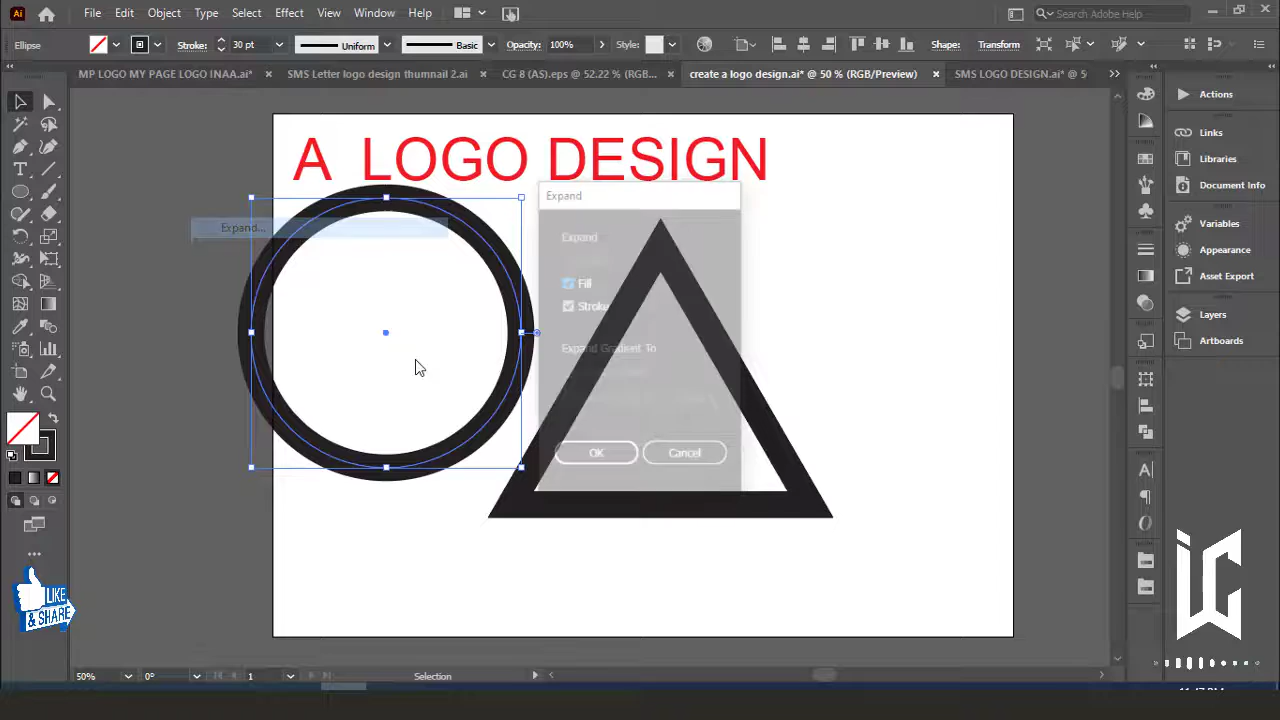 Ai File Edit Object Type Select Effect View Window Help Search Adobe Help
Ellipse Stroke: 30 pt Uniform Basic Opacity: 100% Style: Shape: Transform
MP LOGO MY PAGE LOGO INAA.ai* × SMS Letter logo design thumnail 2.ai × CG 8 (AS).eps @ 52.22 % (RGB... × create a logo design.ai* @ 50 % (RGB/Preview) × SMS LOGO DESIGN.ai* @ 5
A LOGO DESIGN
Expand...
Expand
Expand
Fill
Stroke
Expand Gradient To
OK Cancel
Actions
Links
Libraries
Document Info
Variables
Appearance
Asset Export
Layers
Artboards
LIKE
& SHARE
iC
50% 0° 1 Selection